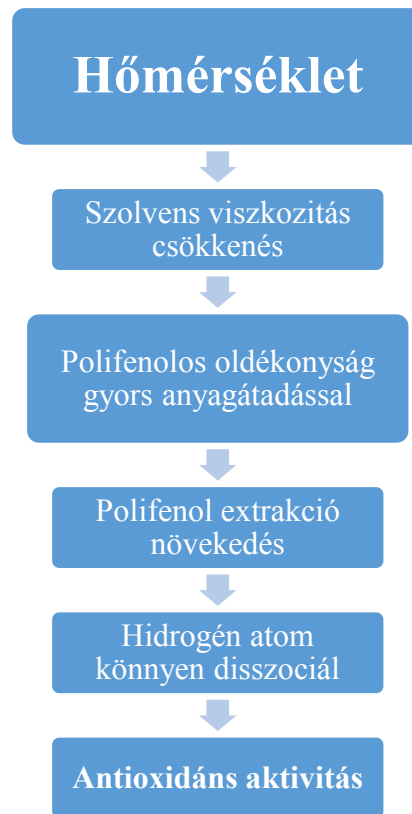 Hőmérséklet
Szolvens viszkozitás
csökkenés
Polifenolos oldékonyság
gyors anyagátadással
Polifenol extrakció
növekedés
Hidrogén atom
könnyen disszociál
Antioxidáns aktivitás